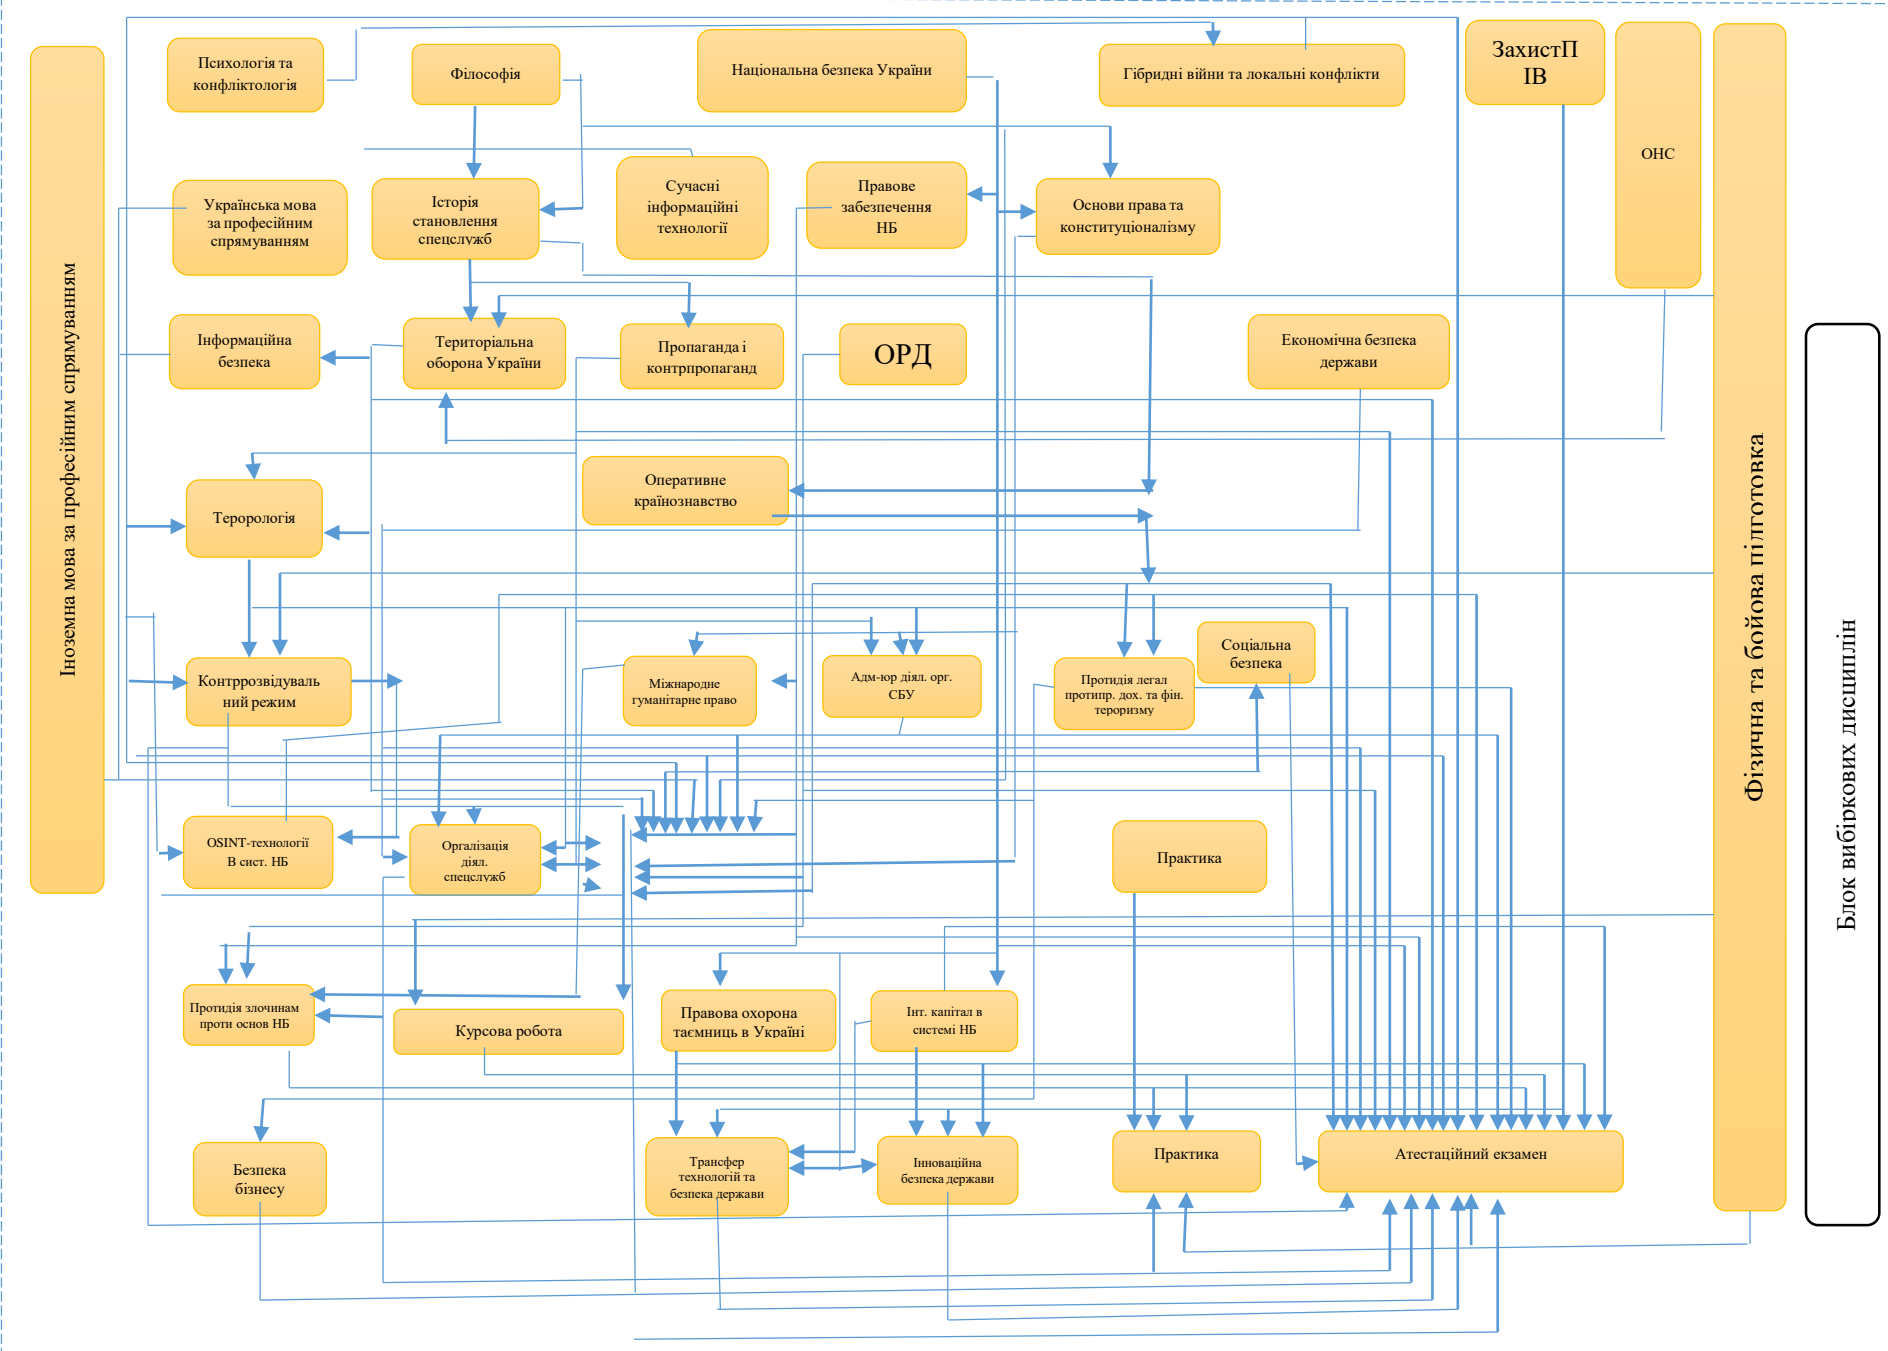 Іноземна мова за професійним спрямуванням
Психологія та
конфліктологія
Філософія
Національна безпека України
Гібридні війни та локальні конфлікти
ЗахистП
ІВ
ОНС
Фізична та бойова підготовка
Блок вибіркових дисциплін
Українська мова
за професійним
спрямуванням
Історія
становлення
спецслужб
Сучасні
інформаційні
технології
Правове
забезпечення
НБ
Основи права та
конституціоналізму
Інформаційна
безпека
Територіальна
оборона України
Пропаганда і
контрпропаганд
ОРД
Економічна безпека
держави
Терорологія
Оперативне
країнознавство
Контррозвідуваль
ний режим
Міжнародне
гуманітарне право
Адм-юр діял. орг.
СБУ
Протидія легал
протипр. дох. та фін.
тероризму
Соціальна
безпека
OSINT-технології
В сист. НБ
Оргалізація
діял.
спецслужб
Практика
Протидія злочинам
проти основ НБ
Курсова робота
Правова охорона
таємниць в Україні
Інт. капітал в
системі НБ
Безпека
бізнесу
Трансфер
технологій та
безпека держави
Інноваційна
безпека держави
Практика
Атестаційний екзамен